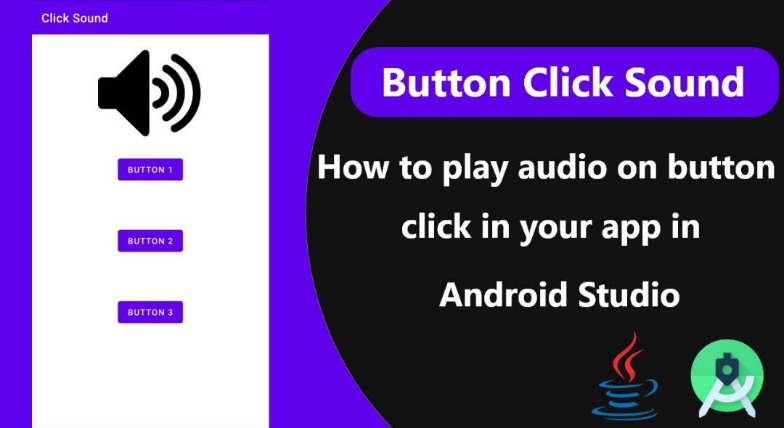 Click Sound
BUTTON 1
BUTTON 2
BUTTON 3
Button Click Sound
How to play audio on button
click in your app in
Android Studio